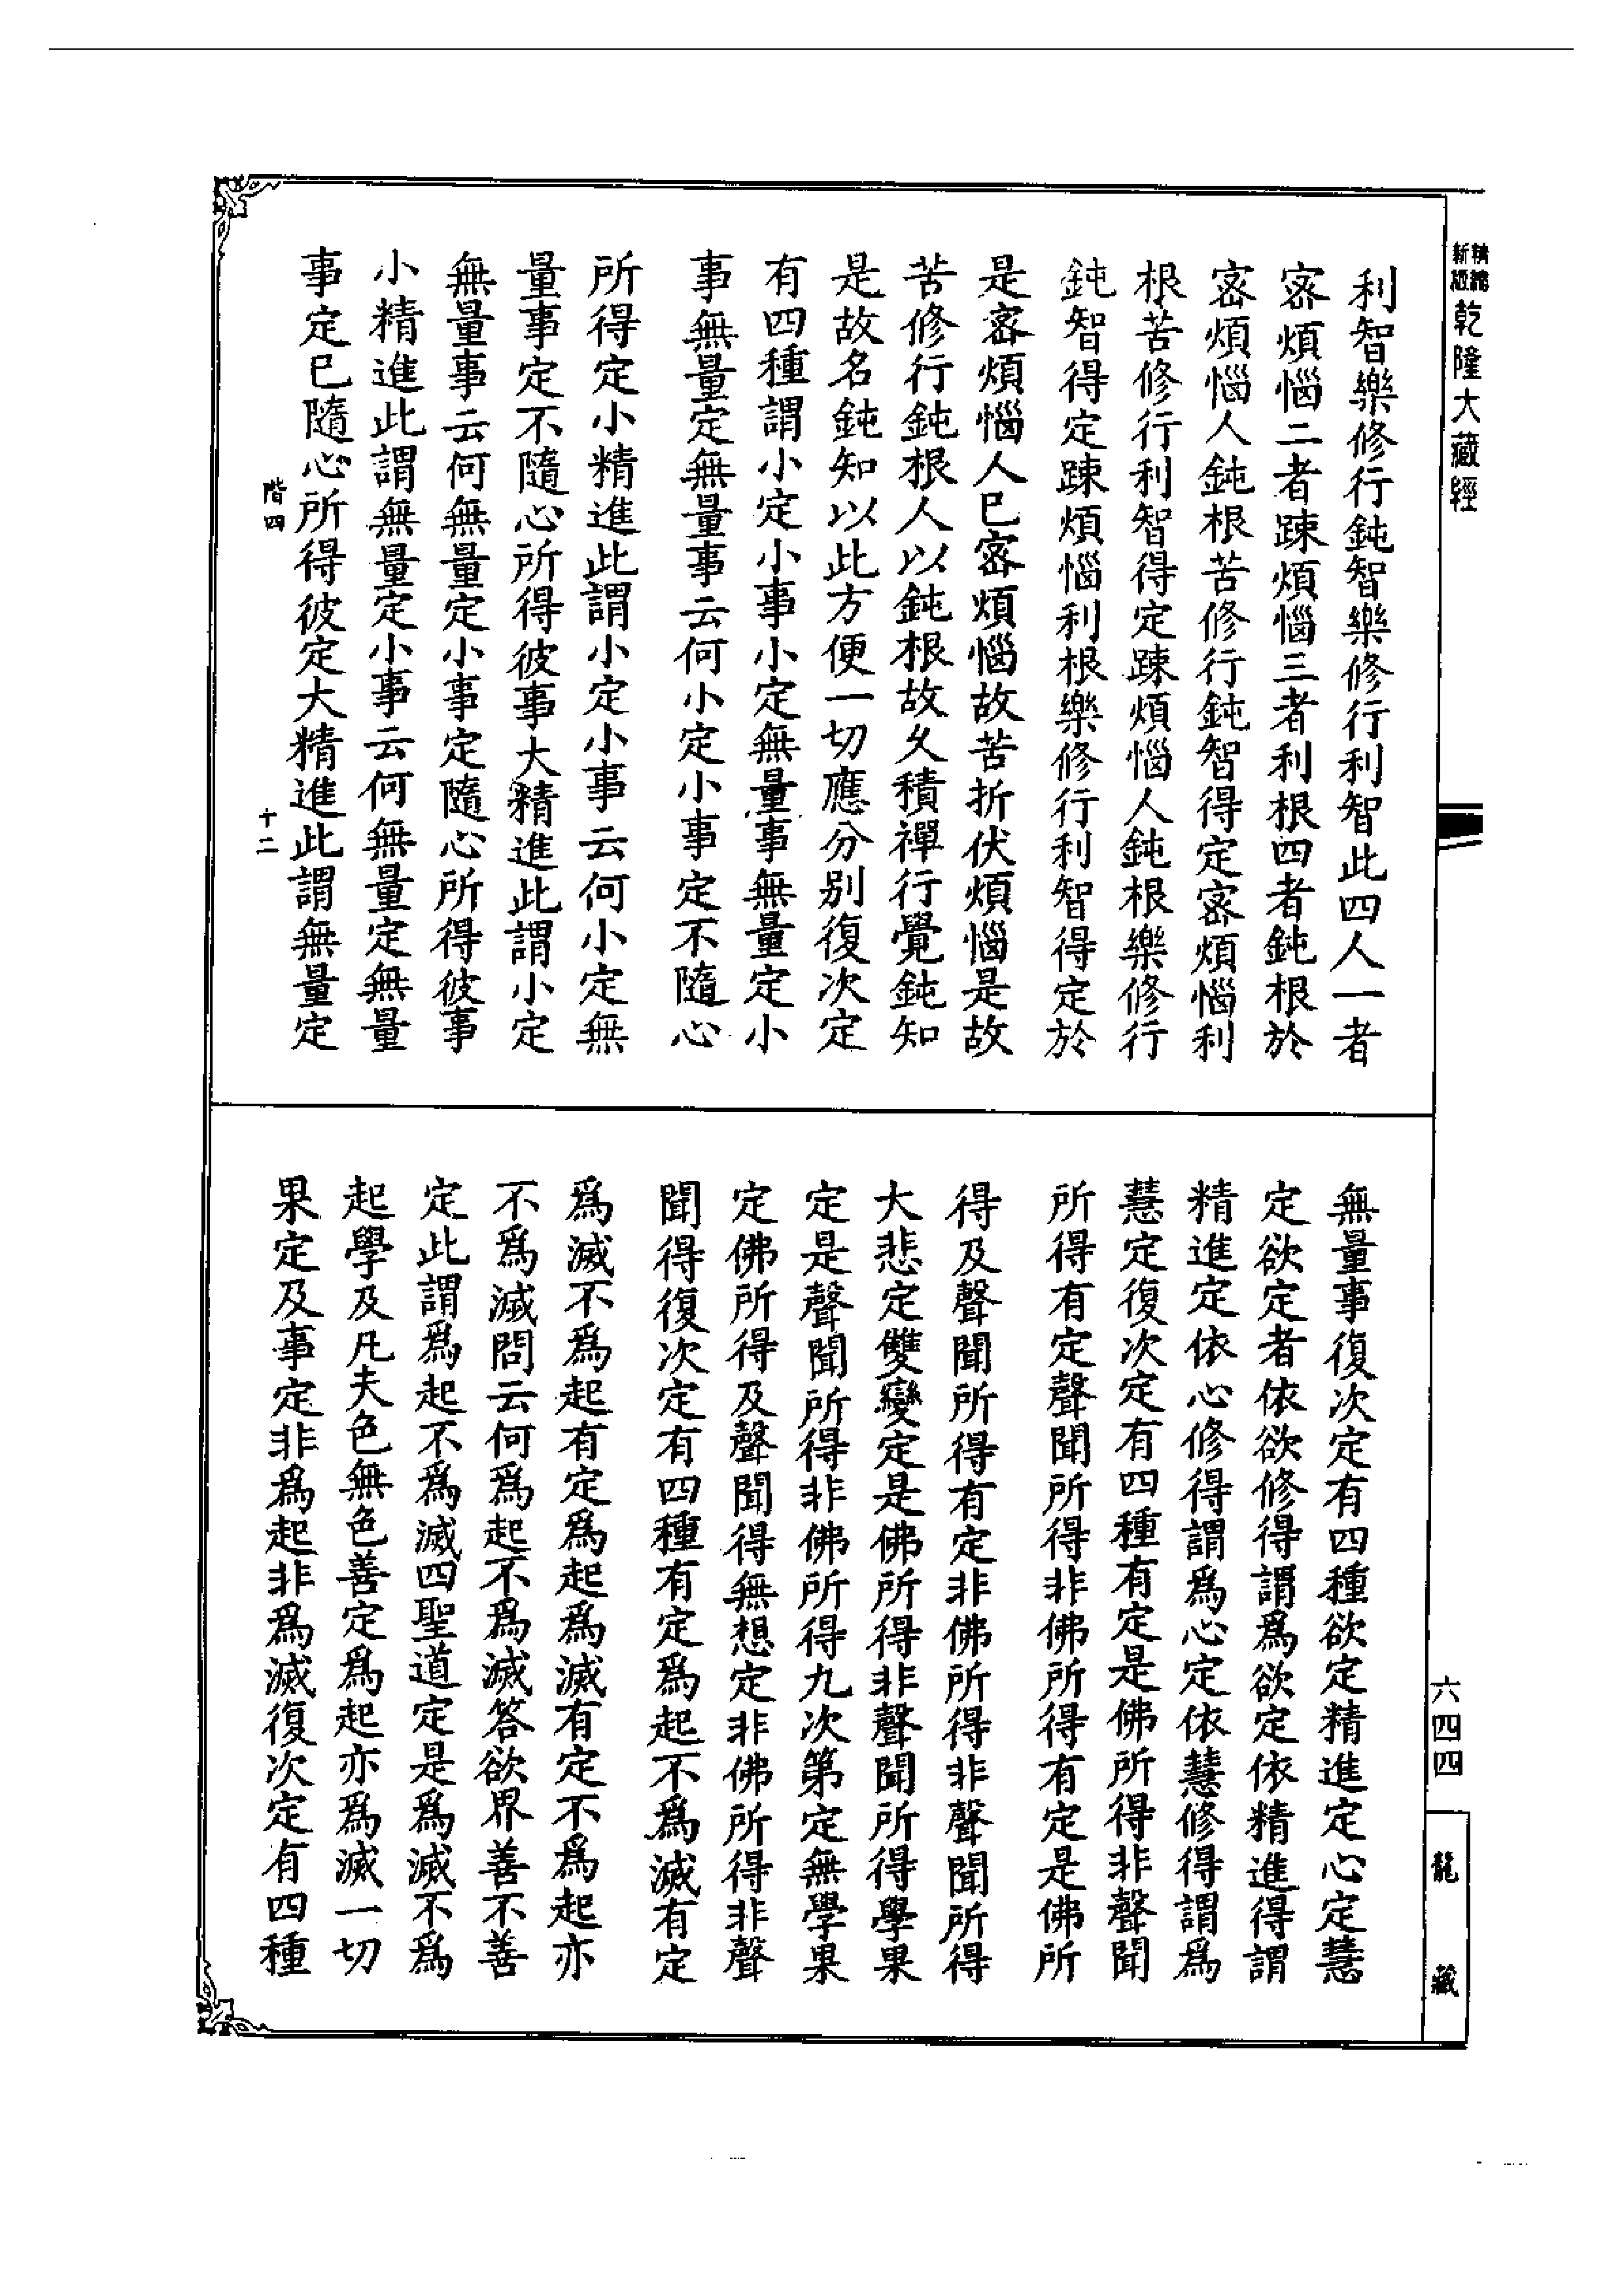 精繡
新版
乾隆大藏經
利智樂修行鈍智樂修行利智此四人一者
密煩惱二者踈煩惱三者利根四者鈍根於
密煩惱人鈍根苦修行鈍智得定密煩惱利
根苦修行利智得定踈煩惱人鈍根樂修行
鈍智得定踈煩惱利根樂修行利智得定於
是密煩惱人已密煩惱故苦折伏煩惱是故
苦修行鈍根人以鈍根故久積禪行覺鈍知
是故名鈍知以此方便一切應分別復次定
有四種謂小定小事小定無量事無量定小
事無量定無量事云何小定小事定不隨心
所得定小精進此謂小定小事云何小定無
量事定不隨心所得彼事大精進此謂小定
無量事云何無量定小事定隨心所得彼事
小精進此謂無量定小事云何無量定無量
事定已隨心所得彼定大精進此謂無量定
階四
十二
無量事復次定有四種欲定精進定心定慧
定欲定者依欲修得謂爲欲定依精進得謂
精進定依心修得謂爲心定依慧修得謂爲
慧定復次定有四種有定是佛所得非聲聞
所得有定聲聞所得非佛所得有定是佛所
得及聲聞所得有定非佛所得非聲聞所得
大悲定雙變定是佛所得非聲聞所得學果
定是聲聞所得非佛所得九次第定無學果
定佛所得及聲聞得無想定非佛所得非聲
聞得復次定有四種有定爲起不爲滅有定
爲滅不爲起有定爲起爲滅有定不爲起亦
不爲滅問云何爲起不爲滅答欲界善不善
定此謂爲起不爲滅四聖道定是爲滅不爲
起學及凡夫色無色善定爲起亦爲滅一切
果定及事定非爲起非爲滅復次定有四種
六四四
龍藏